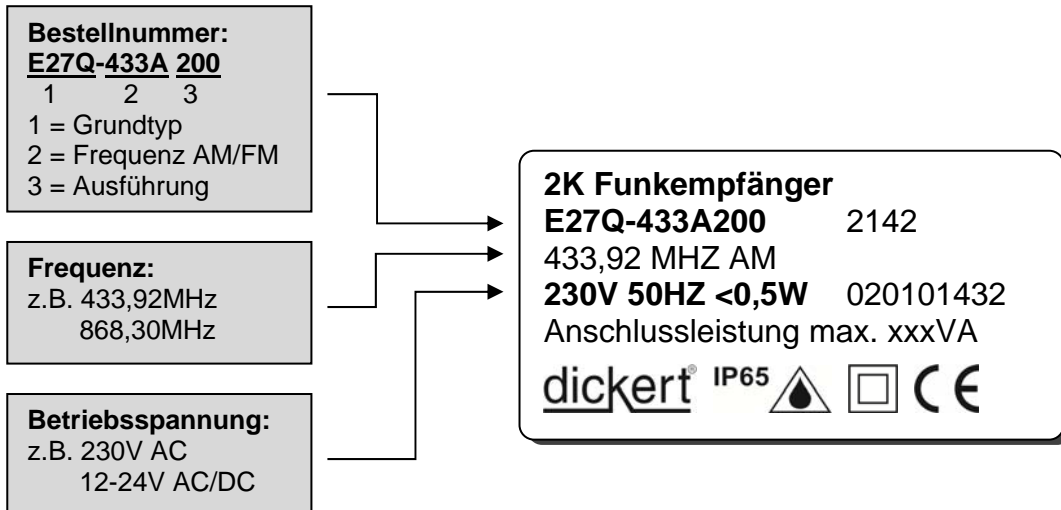 Bestellnummer:
E27Q-433A 200
1 2 3
1 = Grundtyp
2 = Frequenz AM/FM
3 = Ausführung
Frequenz:
z.B. 433,92MHz
868,30MHz
Betriebsspannung:
z.B. 230V AC
12-24V AC/DC
2K Funkempfänger
E27Q-433A200 2142
433,92 MHZ AM
230V 50HZ <0,5W 020101432
Anschlussleistung max. xxxVA
dickert® IP65 CE